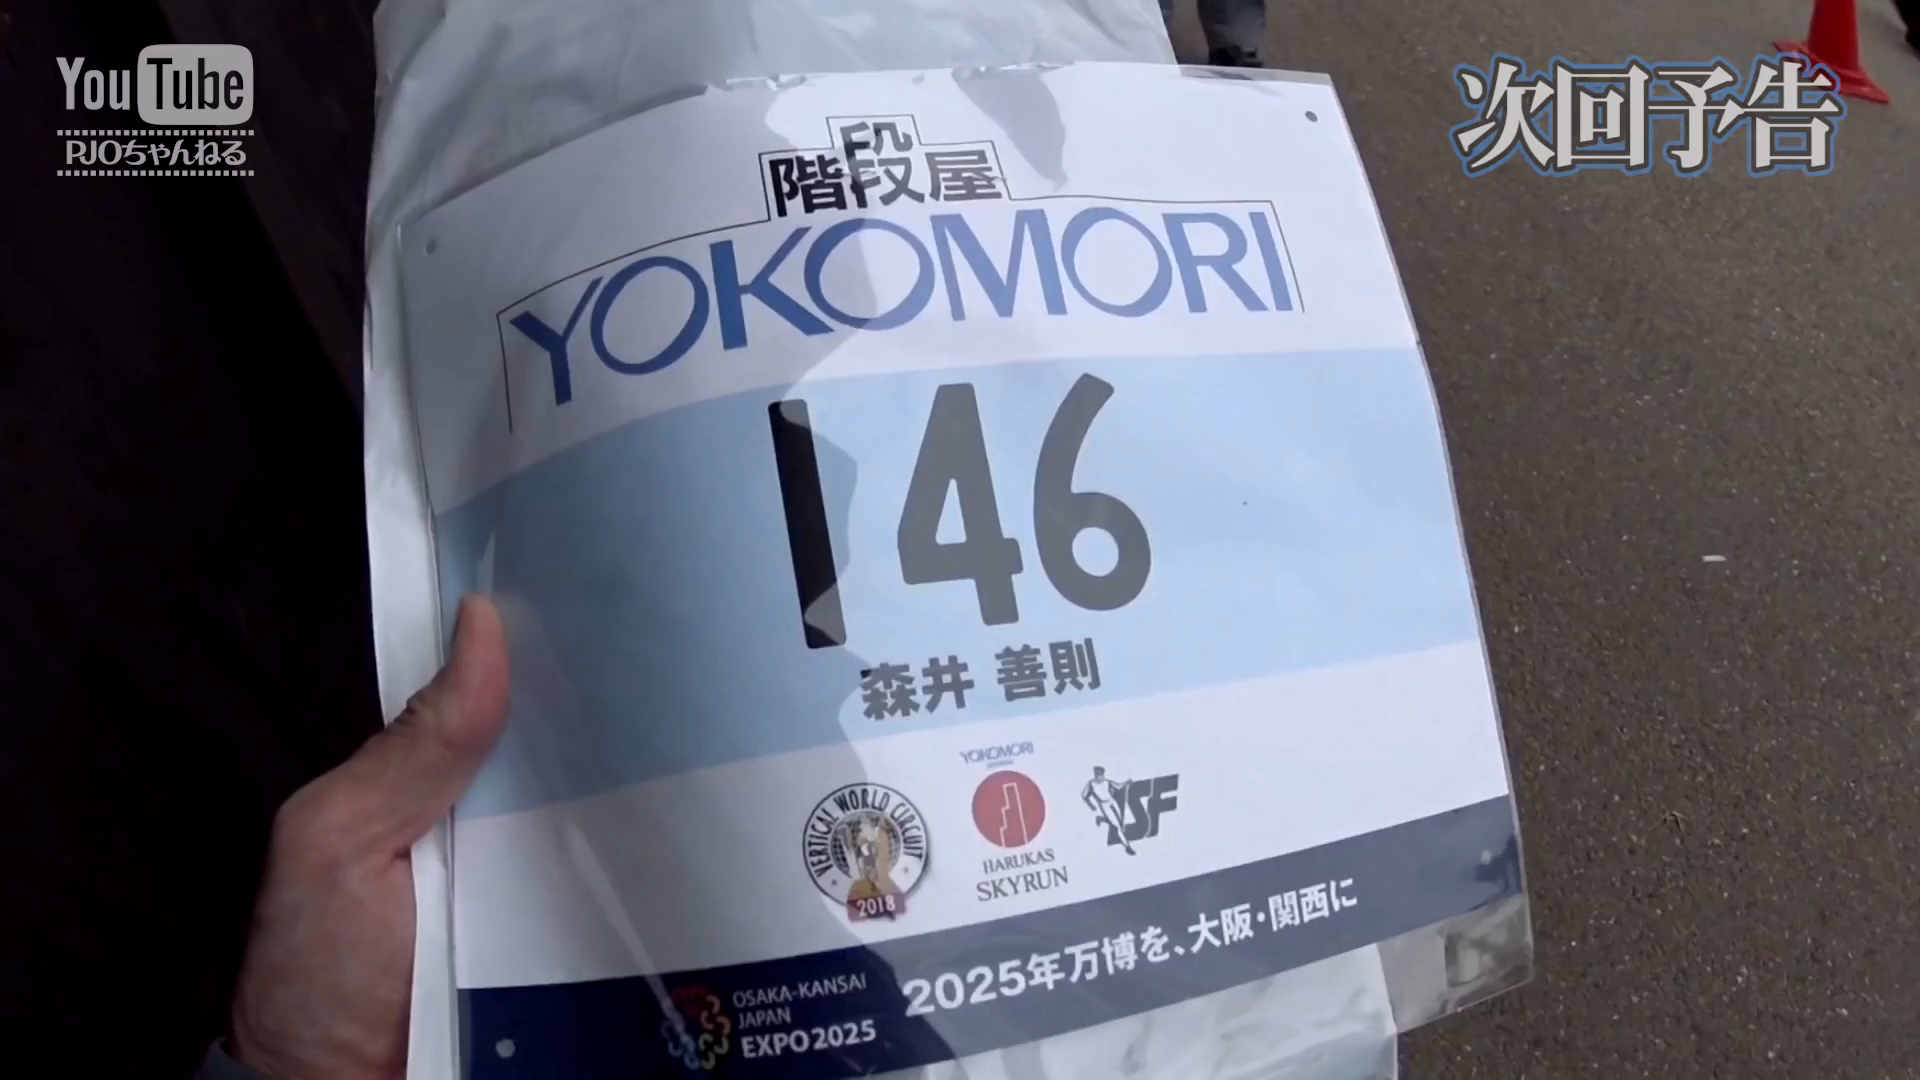 YouTube
PJOちゃんねる
次回予告
階段屋
YOKOMORI
146
森井 善則
VERTICAL WORLD CIRCUIT
2018
YOKOMORI
HARUKAS
SKYRUN
ISF
OSAKA-KANSAI
JAPAN
EXPO2025
2025年万博を、大阪・関西に